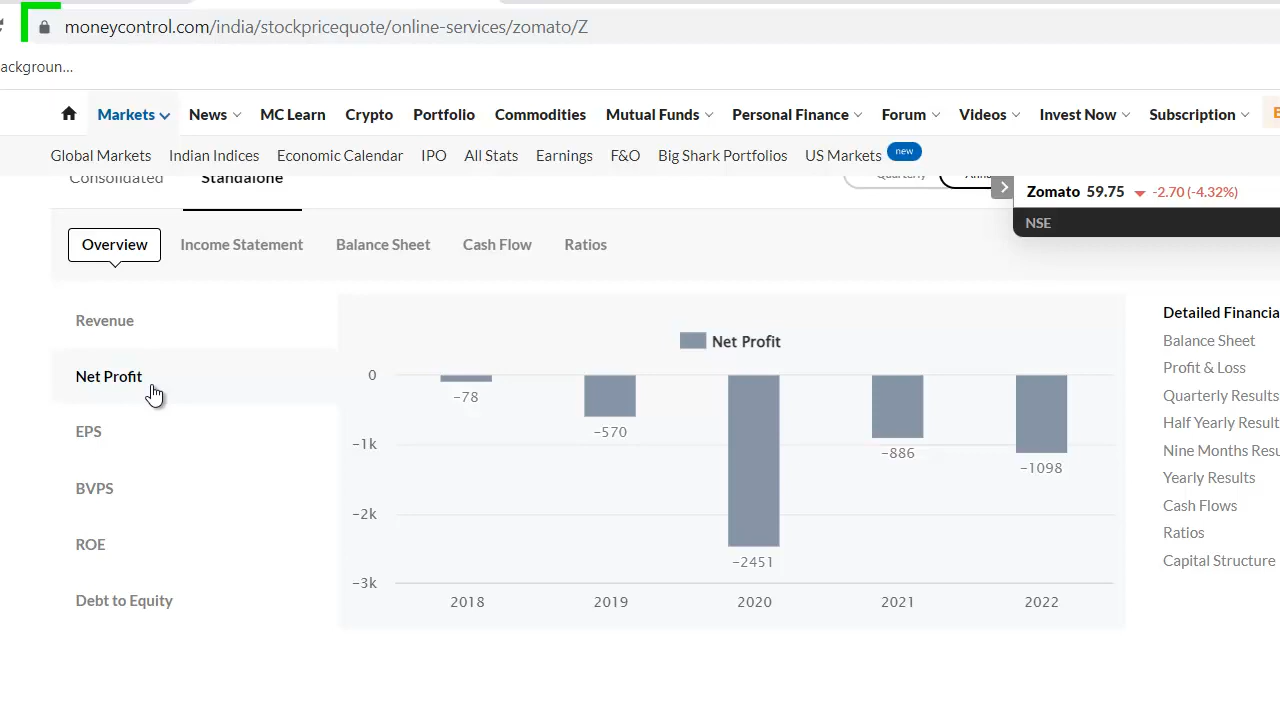 moneycontrol.com/india/stockpricequote/online-services/zomato/Z
ackgroun...
Markets News MC Learn Crypto Portfolio Commodities Mutual Funds Personal Finance Forum Videos Invest Now Subscription
Global Markets Indian Indices Economic Calendar IPO All Stats Earnings F&O Big Shark Portfolios US Markets new
Consolidated Standalone Quarterly
Zomato 59.75 -2.70 (-4.32%)
NSE
Overview Income Statement Balance Sheet Cash Flow Ratios
Revenue
Net Profit
EPS
BVPS
ROE
Debt to Equity
Net Profit
0
-1k
-2k
-3k
-78
-570
-2451
-886
-1098
2018 2019 2020 2021 2022
Detailed Financia
Balance Sheet
Profit & Loss
Quarterly Results
Half Yearly Result
Nine Months Resu
Yearly Results
Cash Flows
Ratios
Capital Structure